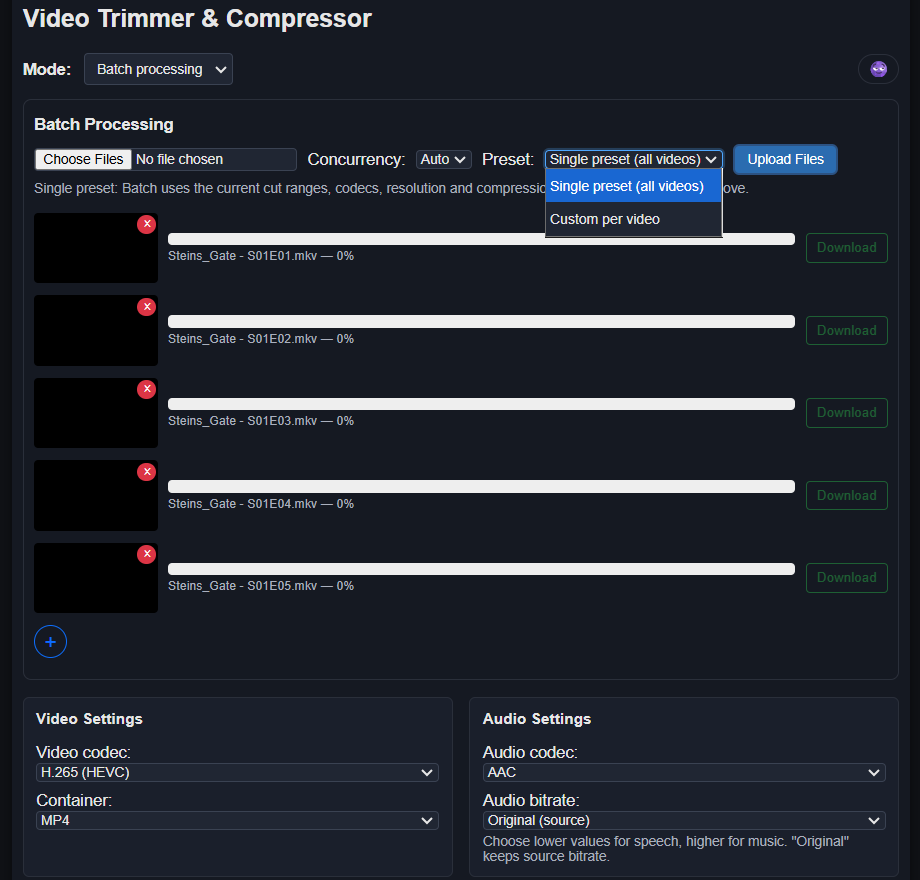 Video Trimmer & Compressor
Mode: Batch processing
Batch Processing
Choose Files No file chosen Concurrency: Auto Preset: Single preset (all videos) Upload Files
Single preset (all videos)
Custom per video
Single preset: Batch uses the current cut ranges, codecs, resolution and compressio ove.
X
Steins_Gate - S01E01.mkv — 0%
Download
X
Steins_Gate - S01E02.mkv — 0%
Download
X
Steins_Gate - S01E03.mkv — 0%
Download
X
Steins_Gate - S01E04.mkv — 0%
Download
X
Steins_Gate - S01E05.mkv — 0%
Download
+
Video Settings
Video codec:
H.265 (HEVC)
Container:
MP4
Audio Settings
Audio codec:
AAC
Audio bitrate:
Original (source)
Choose lower values for speech, higher for music. "Original"
keeps source bitrate.